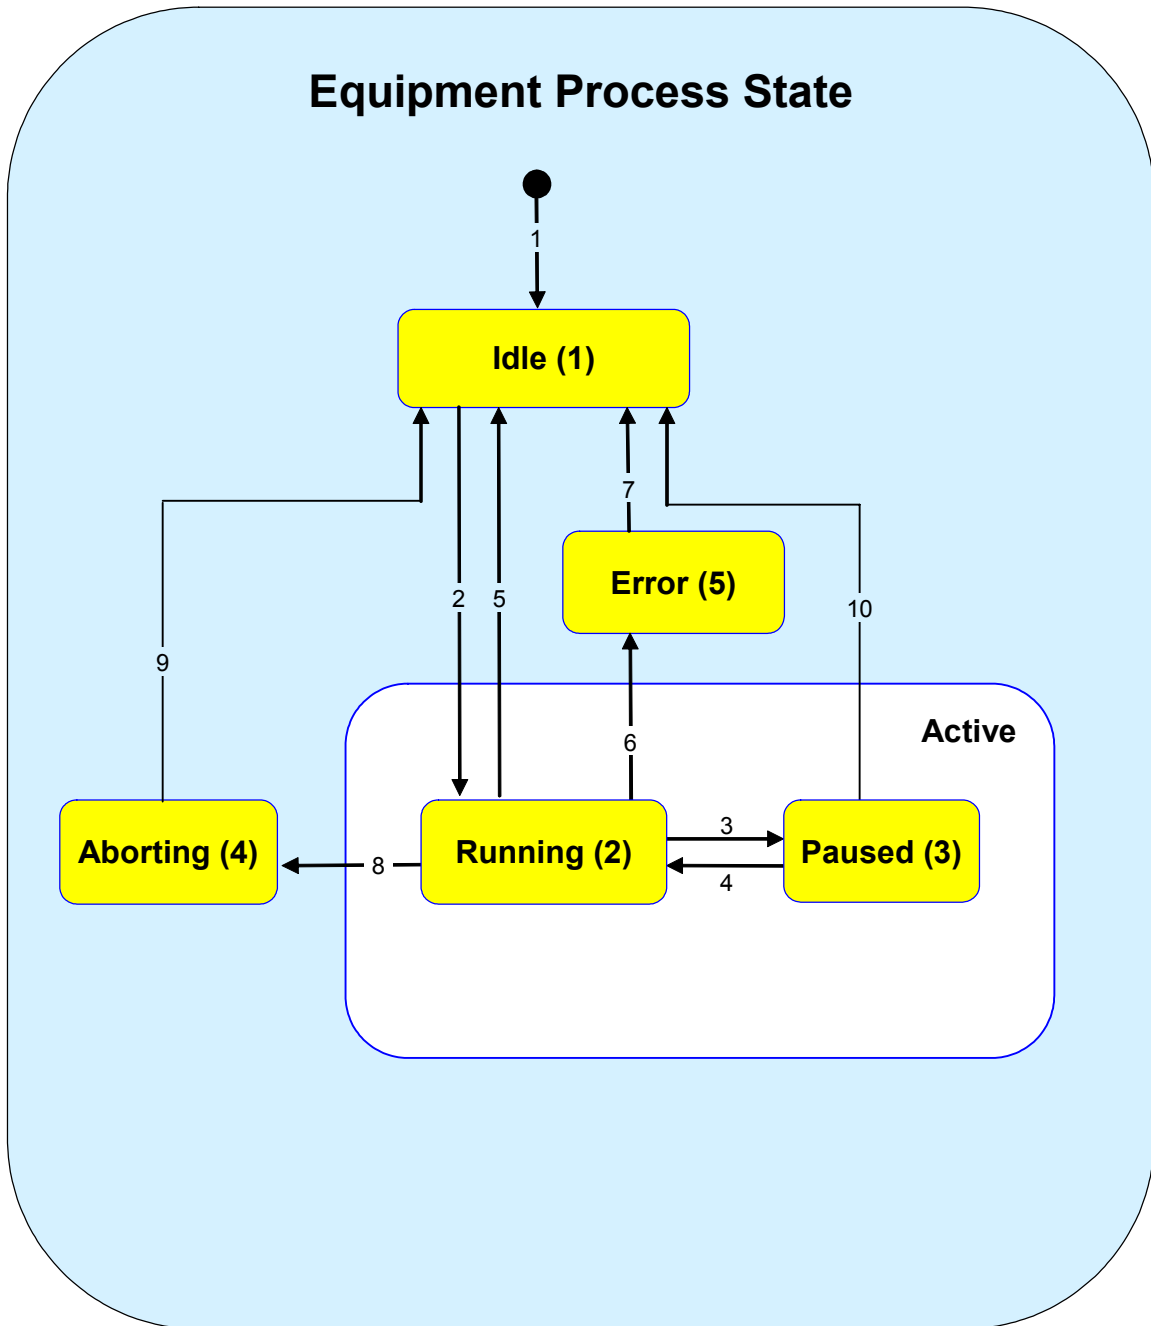 Equipment Process State
1
Idle (1)
7
Error (5)
2
5
10
9
Active
6
Aborting (4)
8
Running (2)
3
4
Paused (3)